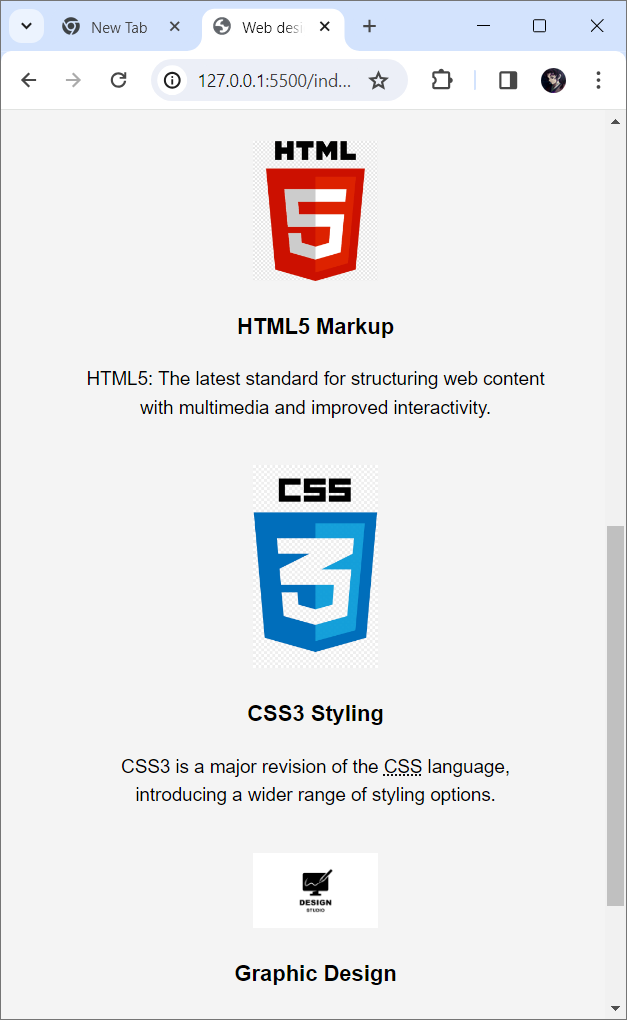 New Tab
Web desi
127.0.0.1:5500/ind...
HTML
5
HTML5 Markup
HTML5: The latest standard for structuring web content
with multimedia and improved interactivity.
CSS
3
CSS3 Styling
CSS3 is a major revision of the CSS language,
introducing a wider range of styling options.
DESIGN
STUDIO
Graphic Design